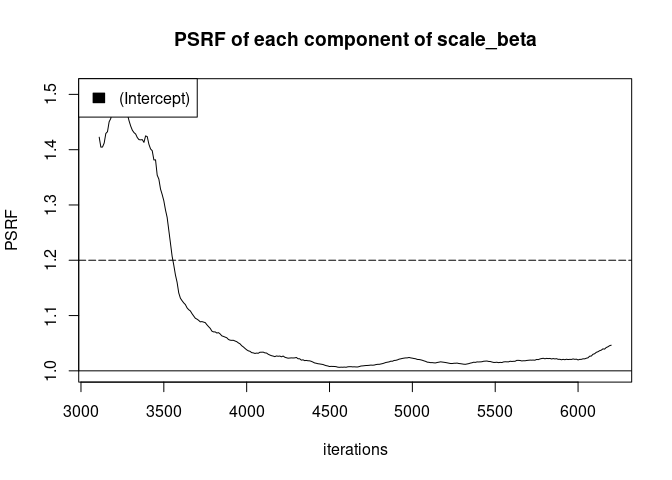 PSRF of each component of scale_beta
(Intercept)
PSRF
1.5
1.4
1.3
1.2
1.1
1.0
3000 3500 4000 4500 5000 5500 6000
iterations